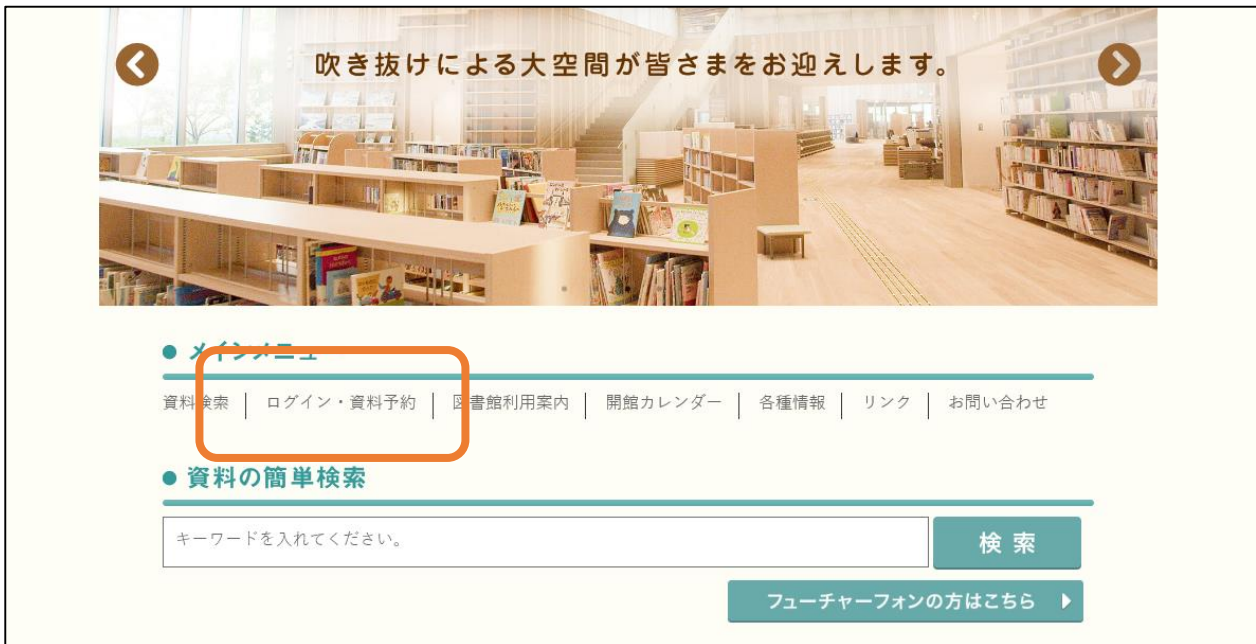 吹き抜けによる大空間が皆さまをお迎えします。
メインメニュー
資料検索 | ログイン・資料予約 | 図書館利用案内 | 開館カレンダー | 各種情報 | リンク | お問い合わせ
資料の簡単検索
キーワードを入れてください。
検索
フューチャーフォンの方はこちら